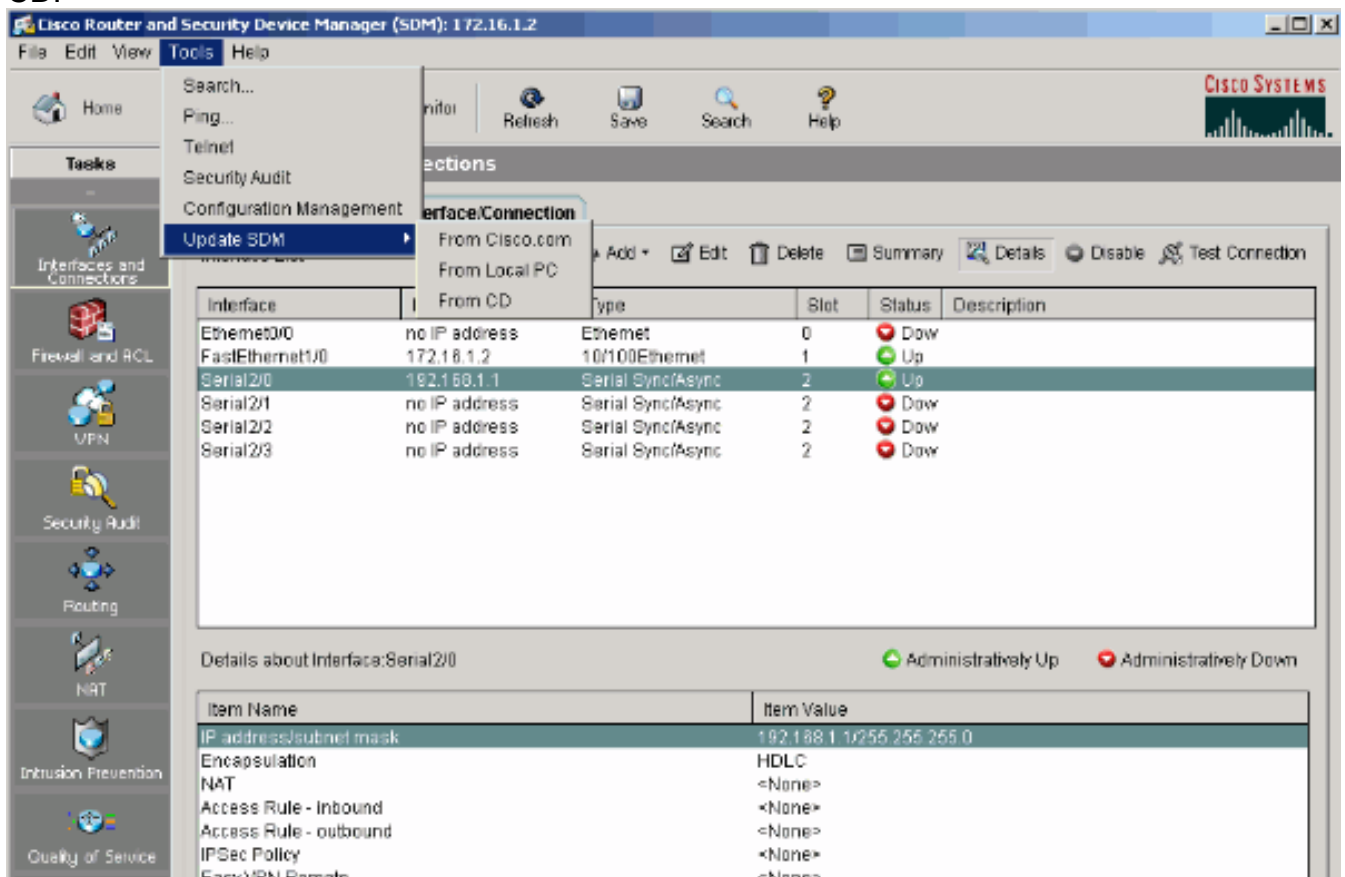 Cisco Router and Security Device Manager (SDM): 172.16.1.2
File Edit View Tools Help
Home
Search...
Ping...
Telnet
Security Audit
Configuration Management
Update SDM
From Cisco.com
From Local PC
From CD
nitor
Refresh Save Search Help
CISCO SYSTEMS
Tasks
ections
erface/Connection
Add Edit Delete Summary Details Disable Test Connection
Interface Type Slot Status Description
Ethernet0/0 no IP address Ethernet 0 Dow
FastEthernet1/0 172.16.1.2 10/100Ethernet 1 Up
Serial2/0 192.168.1.1 Serial Sync/Async 2 Up
Serial2/1 no IP address Serial Sync/Async 2 Dow
Serial2/2 no IP address Serial Sync/Async 2 Dow
Serial2/3 no IP address Serial Sync/Async 2 Dow
Interfaces and Connections
Firewall and ACL
VPN
Security Audit
Routing
NAT
Intrusion Prevention
Quality of Service
Details about Interface:Serial2/0 Administratively Up Administratively Down
Item Name Item Value
IP address/subnet mask 192.168.1.1/255.255.255.0
Encapsulation HDLC
NAT <None>
Access Rule - inbound <None>
Access Rule - outbound <None>
IPSec Policy <None>